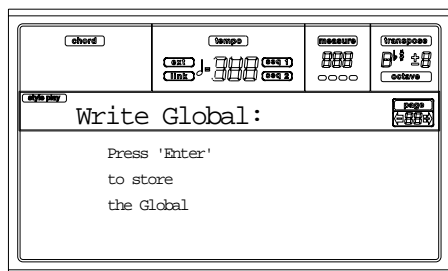 chord
tempo
measure
transpose
ext
seq 1
link
seq 2
octave
style play
page
Write Global:
Press 'Enter'
to store
the Global